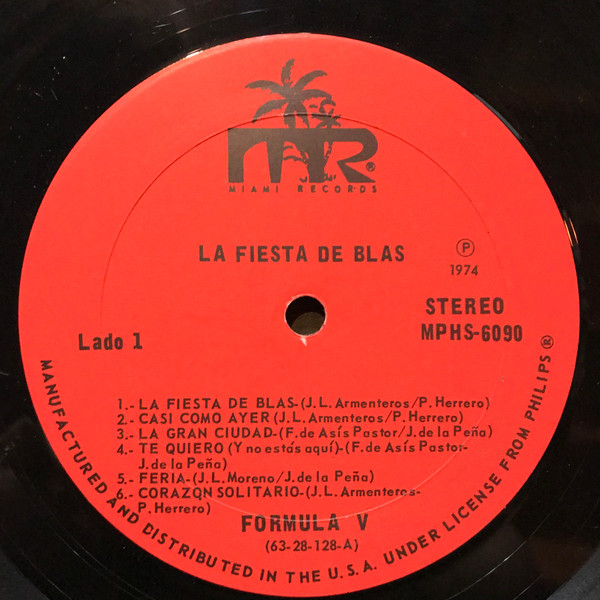 MR®
MIAMI RECORDS
LA FIESTA DE BLAS
Ⓟ
1974
STEREO
MPHS-6090
Lado 1
1.- LA FIESTA DE BLAS-(J.L. Armenteros/P. Herrero)
2.- CASI COMO AYER (J.L. Armenteros/P. Herrero)
3.- LA GRAN CIUDAD-(F. de Asís Pastor/J. de la Peña)
4.- TE QUIERO (Y no estás aquí)-(F. de Asís Pastor-
J. de la Peña)
5.- FERIA-(J.L. Moreno/J. de la Peña)
6.- CORAZON SOLITARIO-(J.L. Armenteros-
P. Herrero)
FORMULA V
(63-28-128-A)
MANUFACTURED AND DISTRIBUTED IN THE U.S.A. UNDER LICENSE FROM PHILIPS